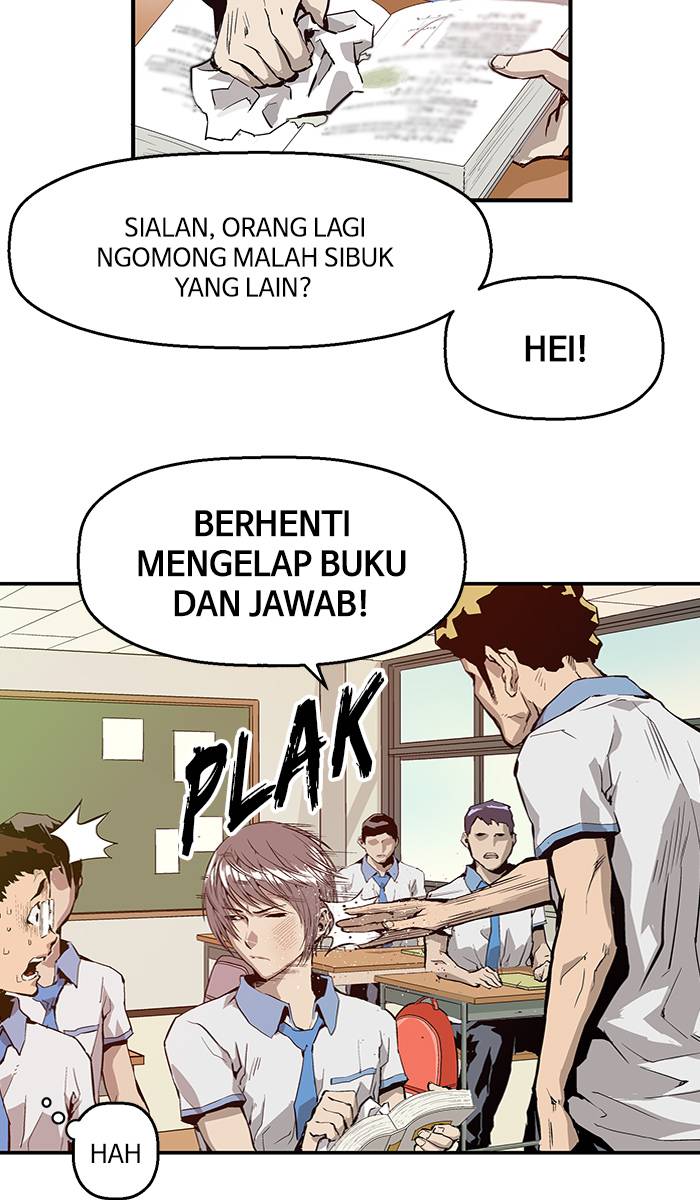 SIALAN, ORANG LAGI
NGOMONG MALAH SIBUK
YANG LAIN?
HEI!
BERHENTI
MENGELAP BUKU
DAN JAWAB!
PLAK
HAH